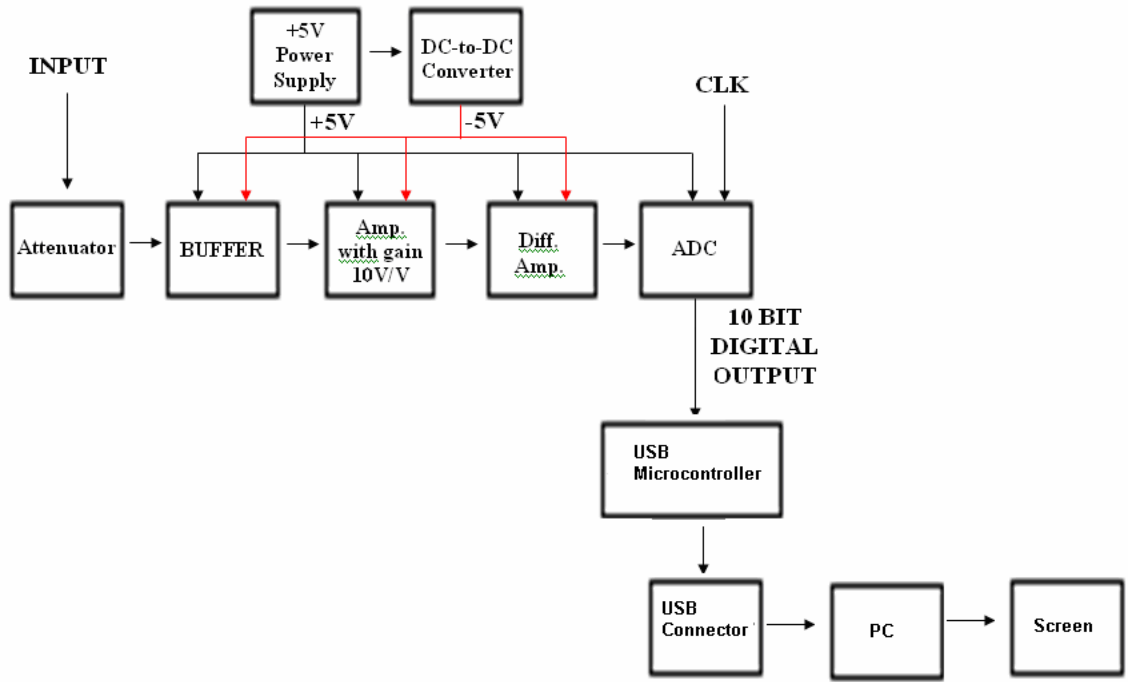 +5V
Power
Supply
DC-to-DC
Converter
INPUT
CLK
+5V
-5V
Attenuator
BUFFER
Amp.
with gain
10V/V
Diff.
Amp.
ADC
10 BIT
DIGITAL
OUTPUT
USB
Microcontroller
USB
Connector
PC
Screen